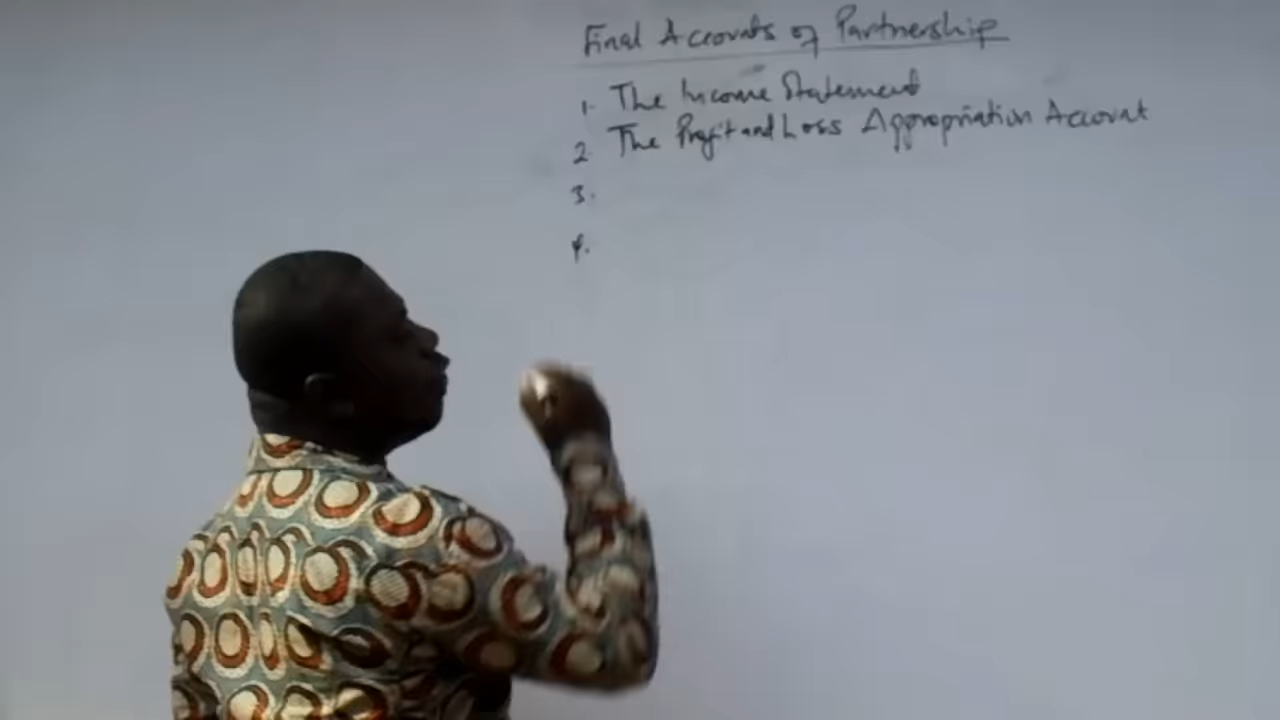 Final Accounts of Partnership
1. The Income Statement
2. The Profit and Loss Appropriation Account
3.
4.